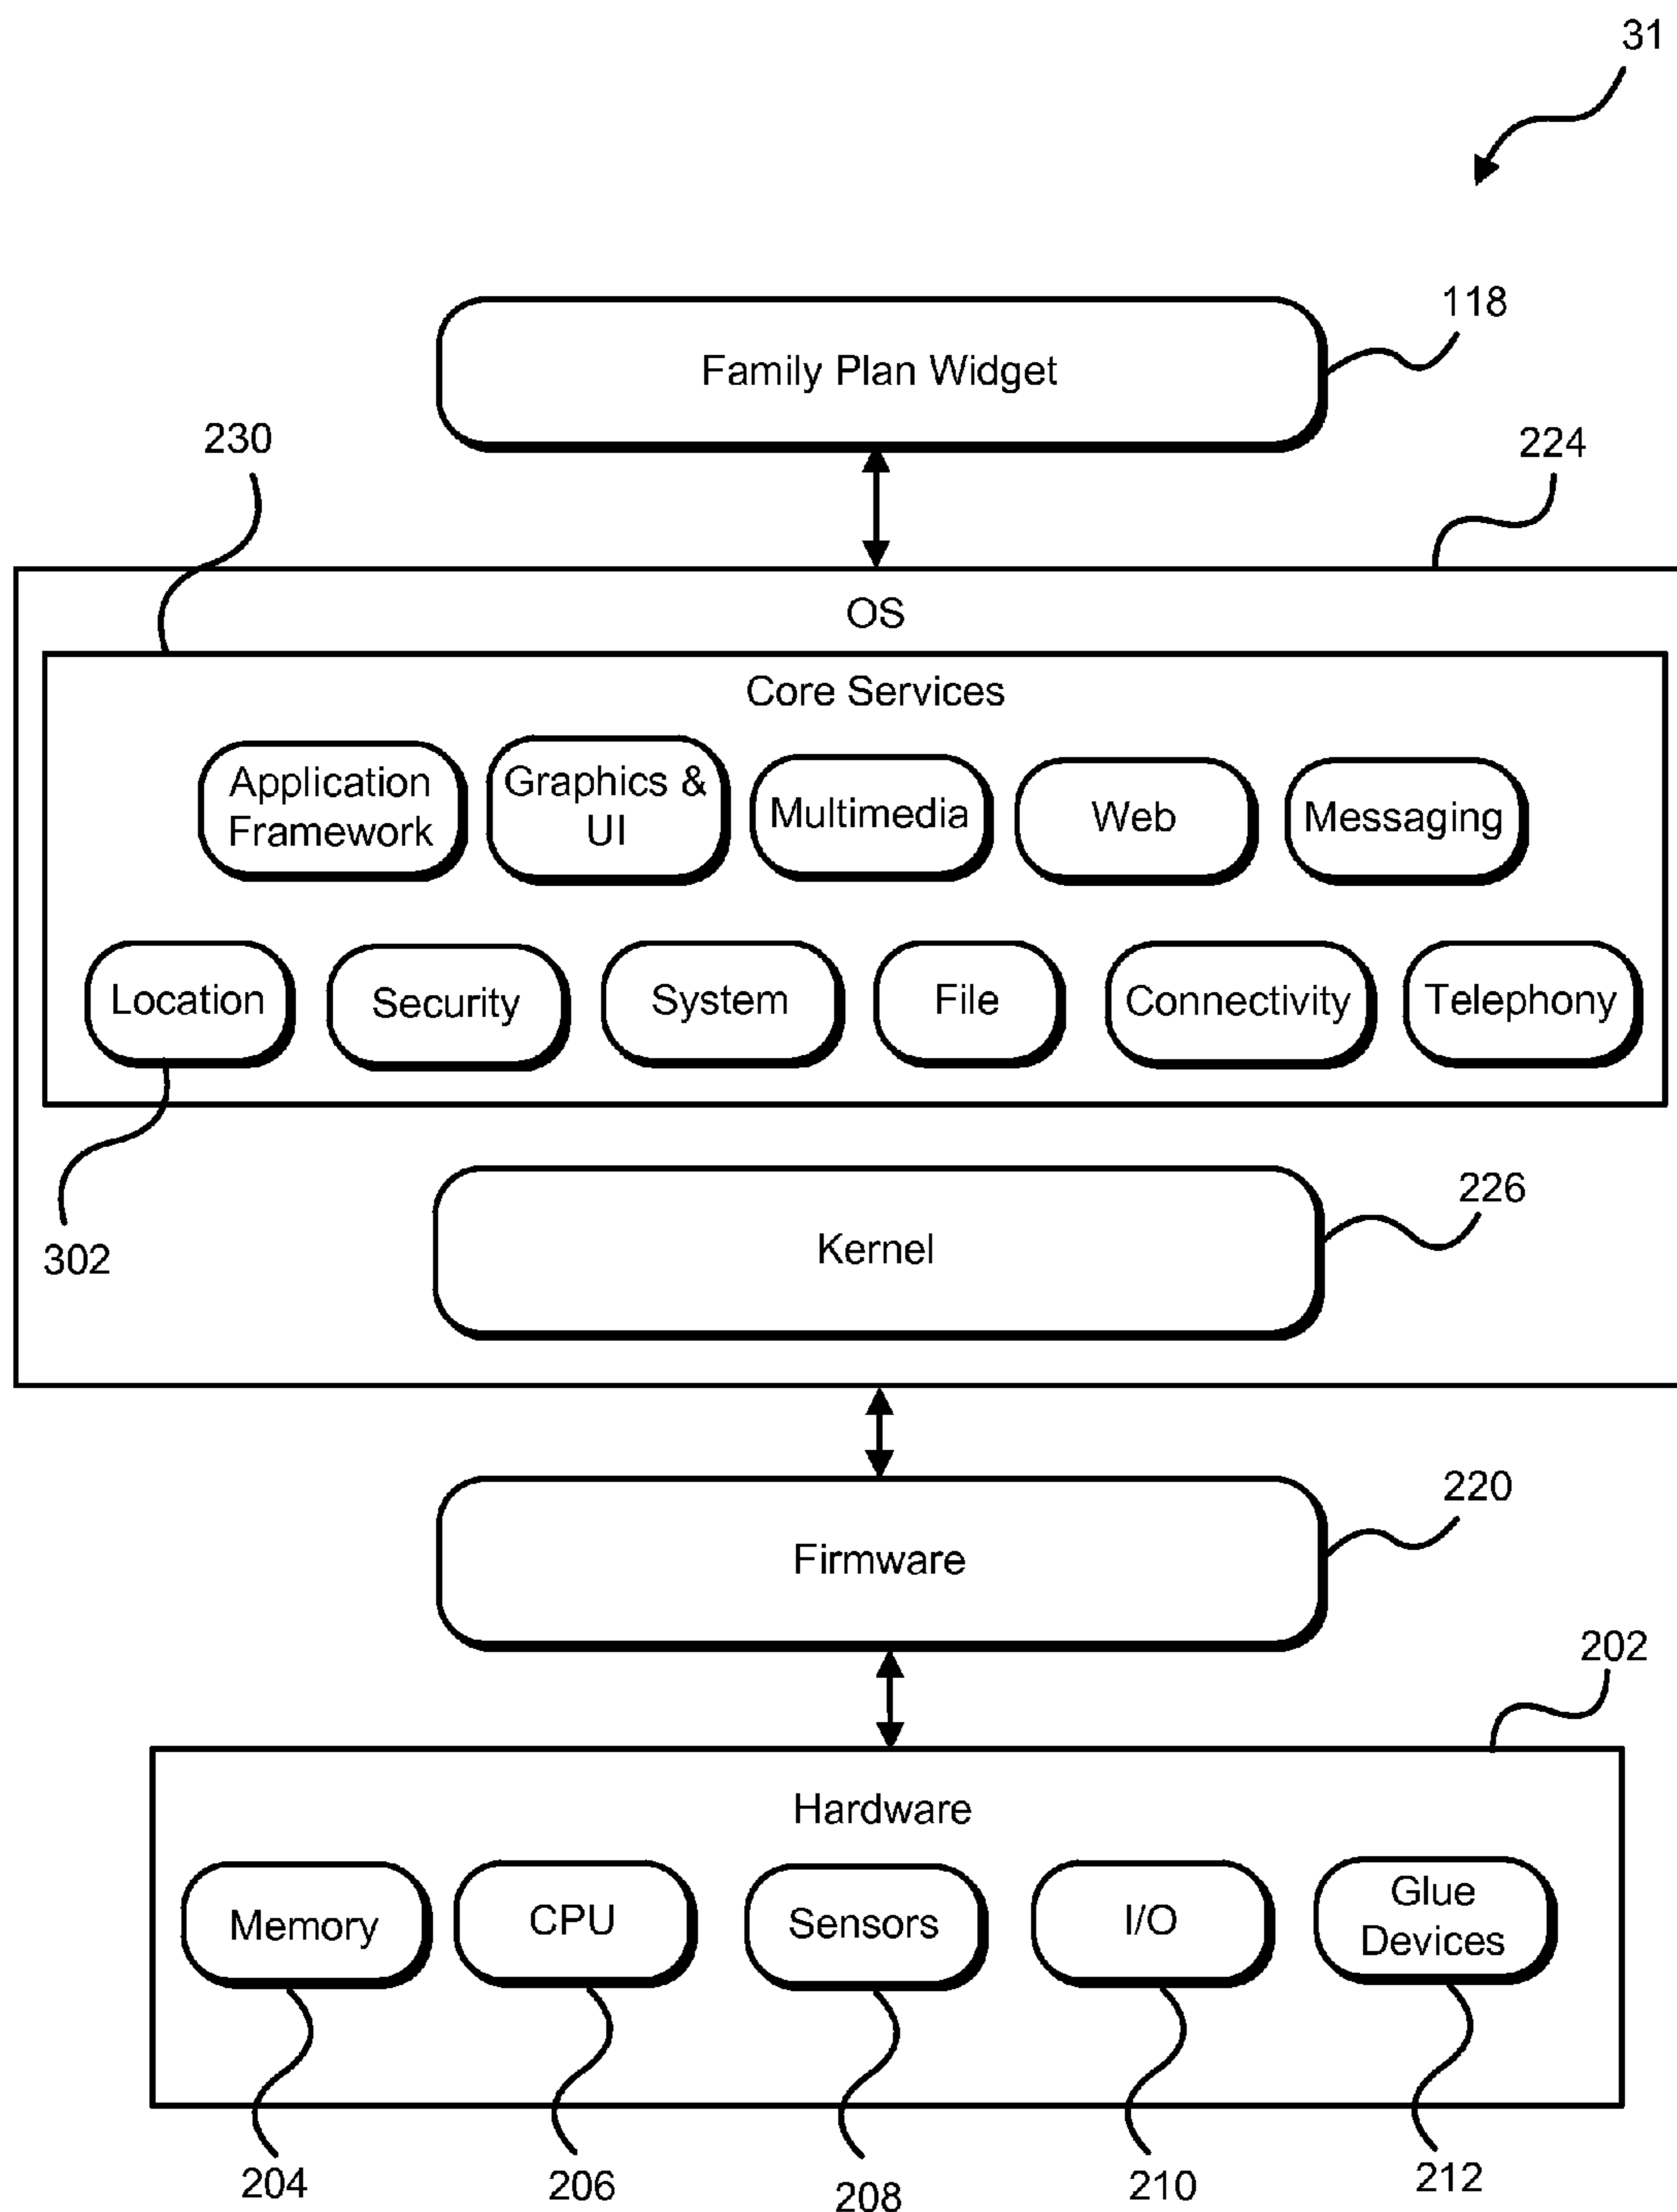 31
118
Family Plan Widget
230
224
OS
Core Services
Application
Framework
Graphics &
UI
Multimedia
Web
Messaging
Location
Security
System
File
Connectivity
Telephony
302
226
Kernel
220
Firmware
202
Hardware
Memory
CPU
Sensors
I/O
Glue
Devices
204
206
208
210
212